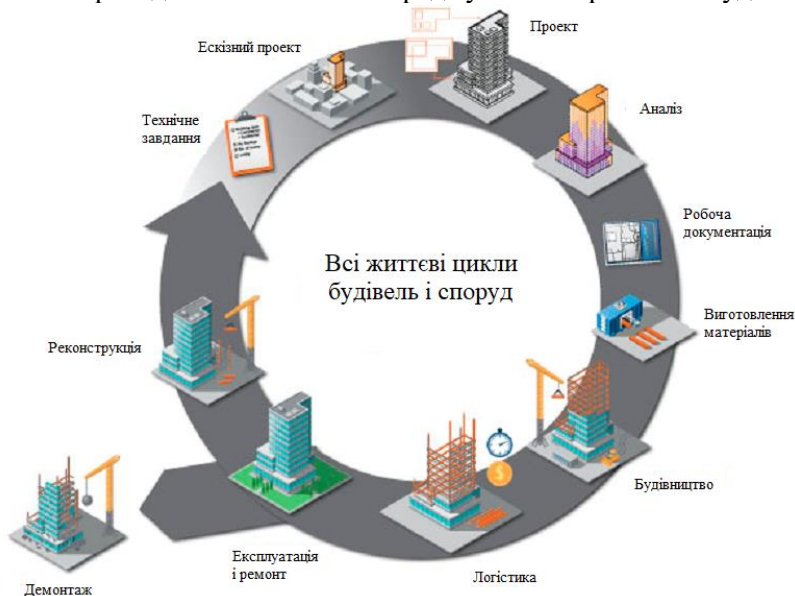 Проект
Ескізний проект
Технічне
завдання
Аналіз
Робоча
документація
Всі життєві цикли
будівель і споруд
Виготовлення
матеріалів
Реконструкція
Будівництво
Експлуатація
і ремонт
Логістика
Демонтаж